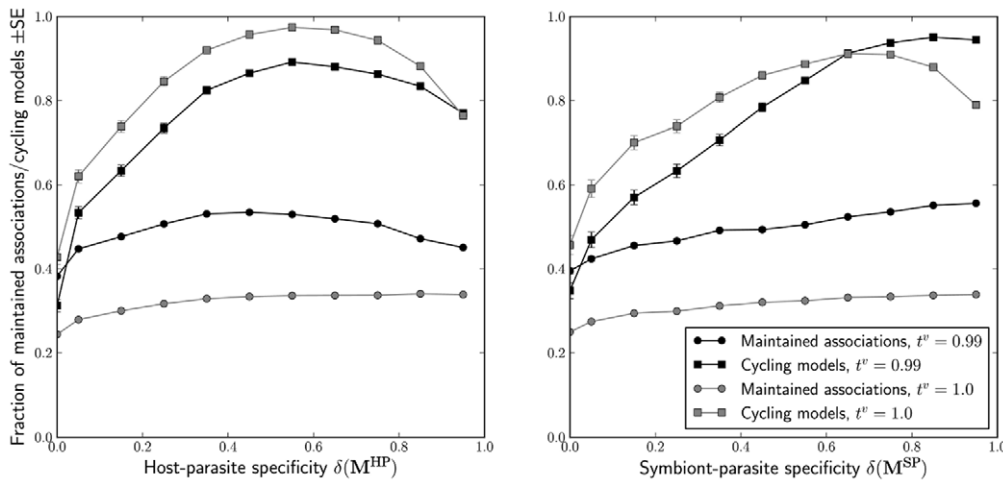 Fraction of maintained associations/cycling models ±SE
1.0
0.8
0.6
0.4
0.2
0.0
0.0 0.2 0.4 0.6 0.8 1.0
Host-parasite specificity δ(M^HP)
1.0
0.8
0.6
0.4
0.2
0.0
0.0 0.2 0.4 0.6 0.8 1.0
Symbiont-parasite specificity δ(M^SP)
Maintained associations, t^v = 0.99
Cycling models, t^v = 0.99
Maintained associations, t^v = 1.0
Cycling models, t^v = 1.0